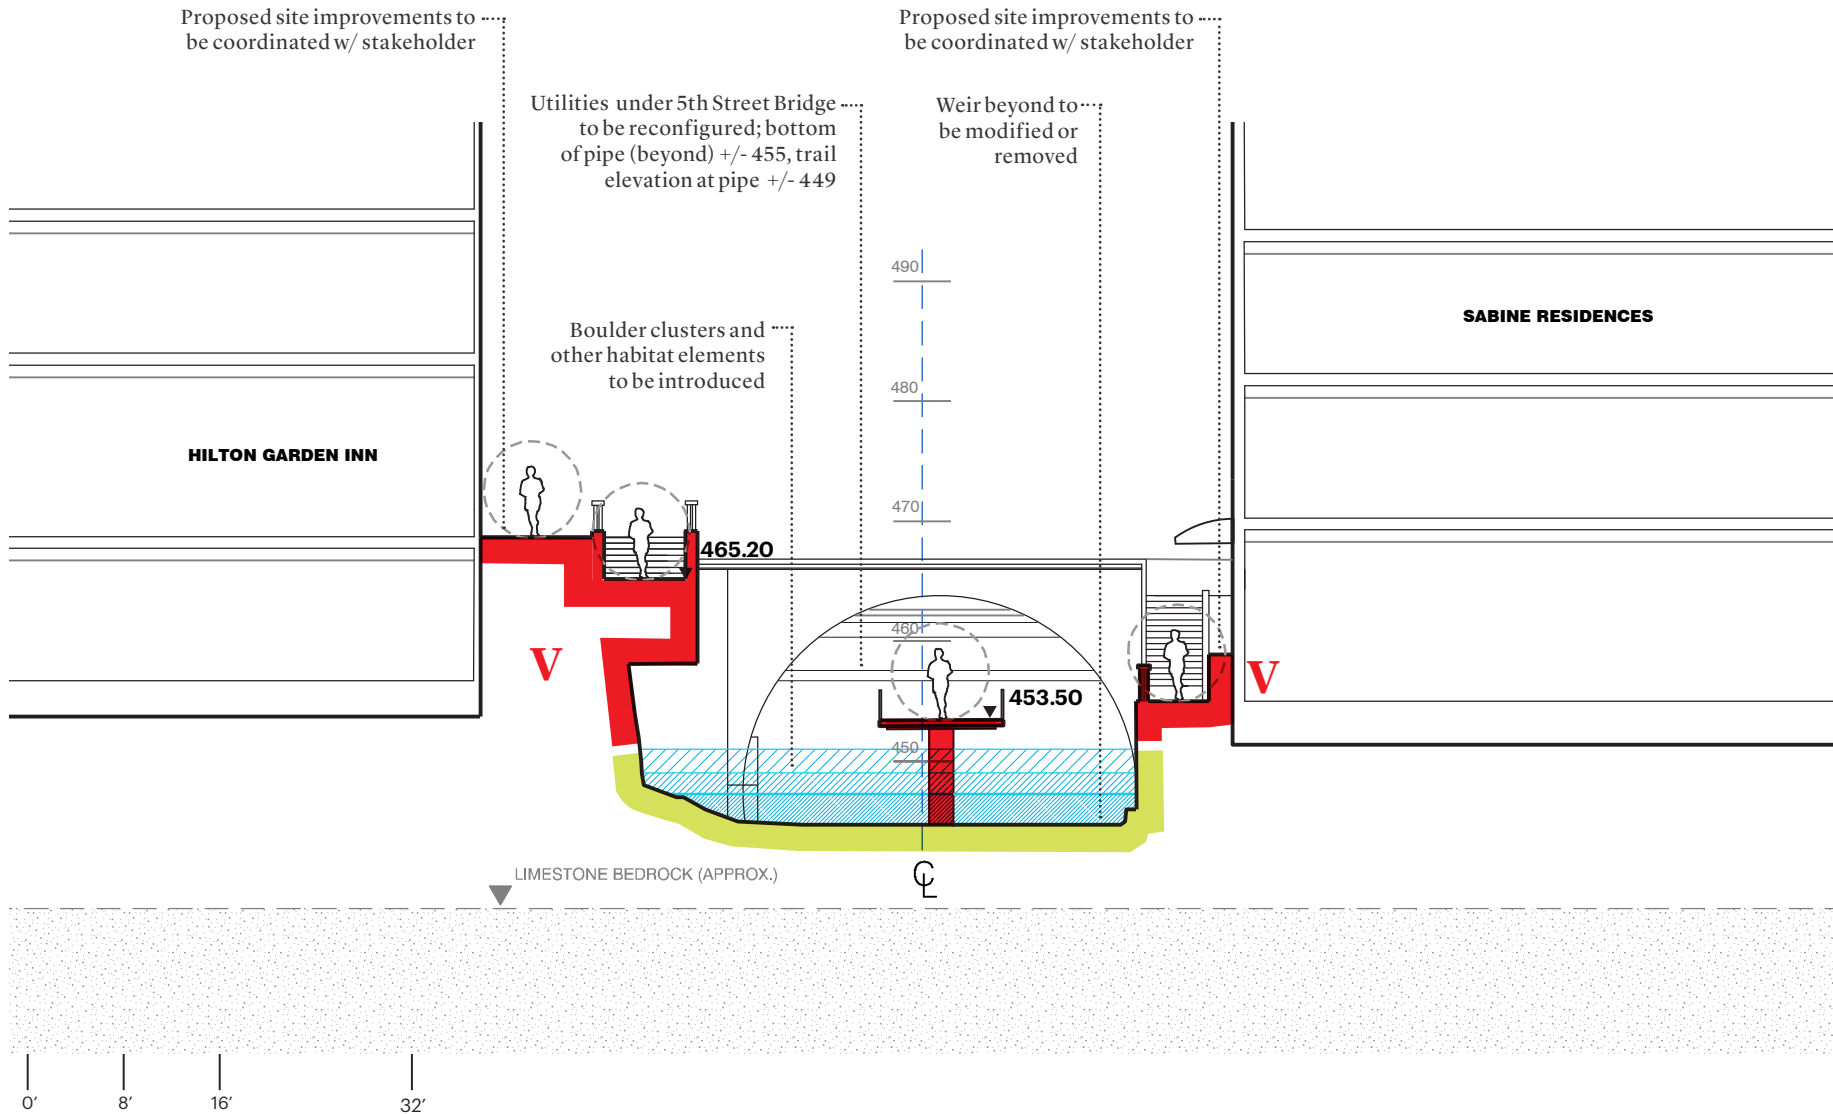 Proposed site improvements to
be coordinated w/ stakeholder
Proposed site improvements to
be coordinated w/ stakeholder
Utilities under 5th Street Bridge
to be reconfigured; bottom
of pipe (beyond) +/- 455, trail
elevation at pipe +/- 449
Weir beyond to
be modified or
removed
490
SABINE RESIDENCES
Boulder clusters and
other habitat elements
to be introduced
480
HILTON GARDEN INN
470
465.20
460
V
V
453.50
450
CL
LIMESTONE BEDROCK (APPROX.)
0'
8'
16'
32'